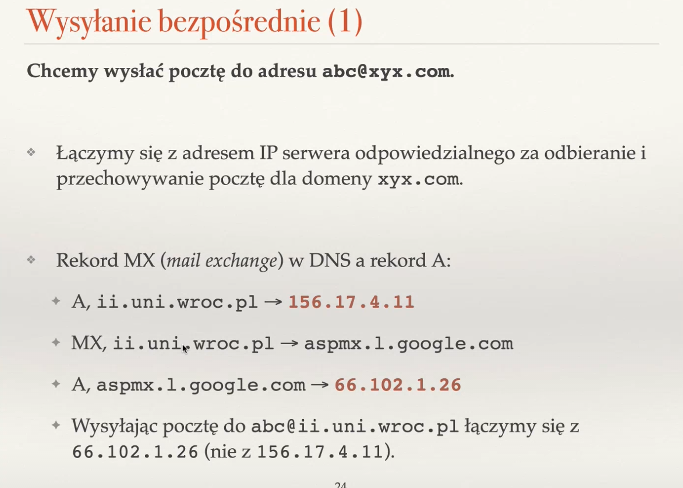 Wysyłanie bezpośrednie (1)
Chcemy wysłać pocztę do adresu abc@xyx.com.
❖ Łączymy się z adresem IP serwera odpowiedzialnego za odbieranie i
przechowywanie pocztę dla domeny xyx.com.
❖ Rekord MX (mail exchange) w DNS a rekord A:
✦ A, ii.uni.wroc.pl → 156.17.4.11
✦ MX, ii.uni.wroc.pl → aspmx.l.google.com
✦ A, aspmx.l.google.com → 66.102.1.26
✦ Wysyłając pocztę do abc@ii.uni.wroc.pl łączymy się z
66.102.1.26 (nie z 156.17.4.11).
24